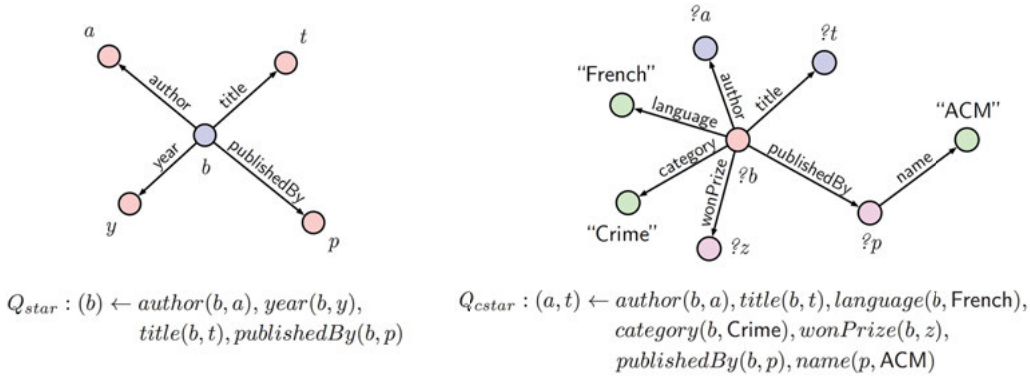 a
t
author
title
b
year
publishedBy
y
p
Q_star : (b) ← author(b, a), year(b, y),
title(b, t), publishedBy(b, p)
?a
?t
"French"
"ACM"
author
title
language
category
wonPrize
?b
publishedBy
name
"Crime"
?z
?p
Q_cstar : (a, t) ← author(b, a), title(b, t), language(b, French),
category(b, Crime), wonPrize(b, z),
publishedBy(b, p), name(p, ACM)